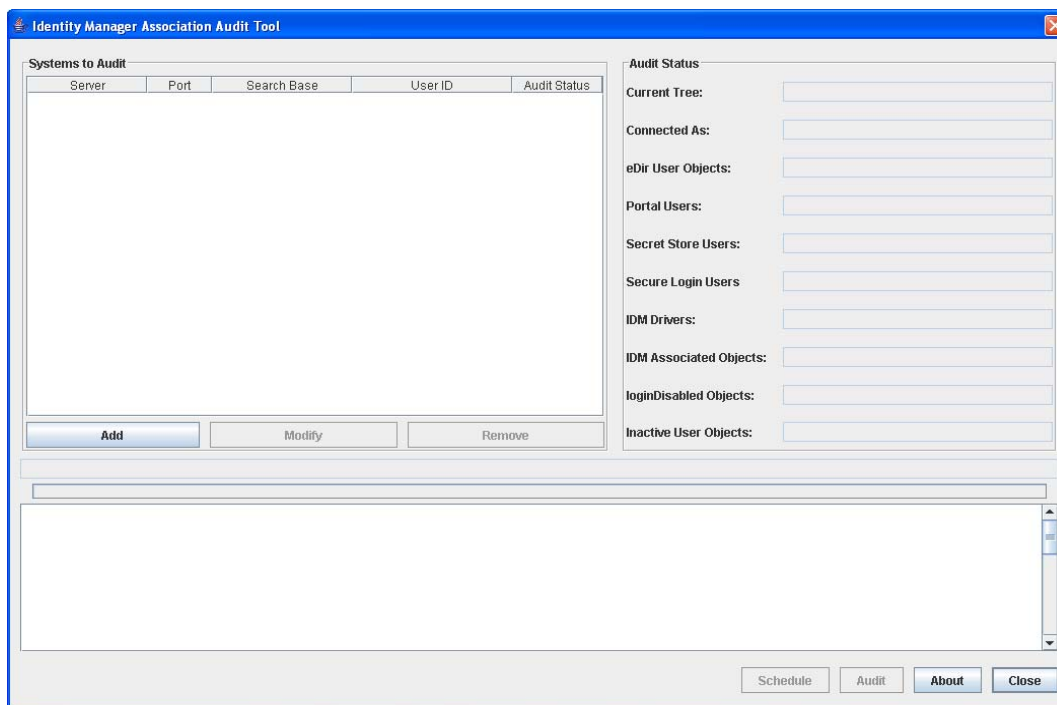 Identity Manager Association Audit Tool
Systems to Audit
Server Port Search Base User ID Audit Status
Add Modify Remove
Audit Status
Current Tree:
Connected As:
eDir User Objects:
Portal Users:
Secret Store Users:
Secure Login Users
IDM Drivers:
IDM Associated Objects:
loginDisabled Objects:
Inactive User Objects:
Schedule Audit About Close